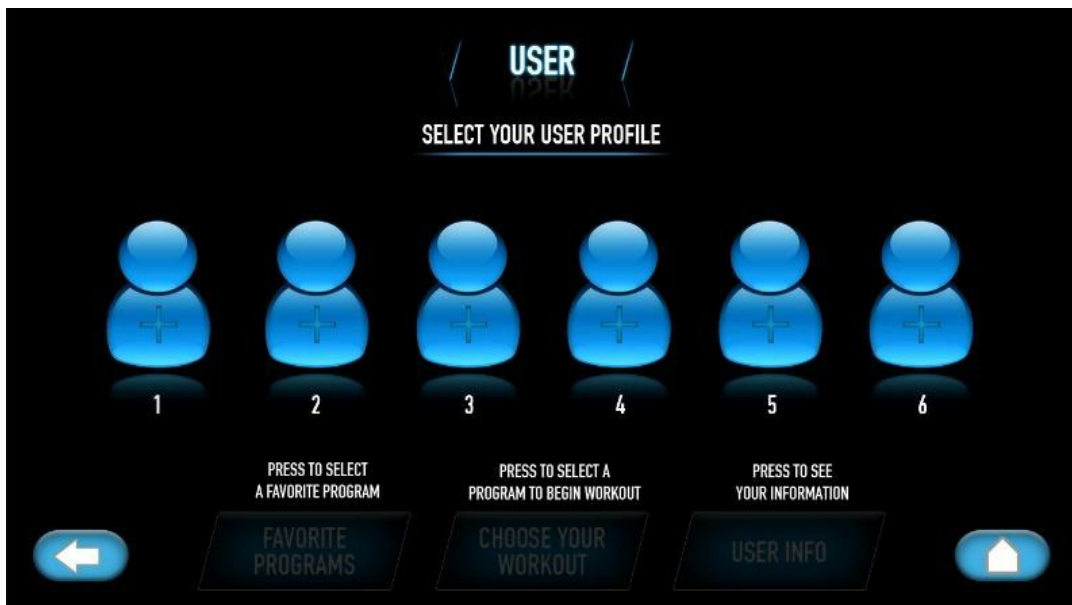 USER
SELECT YOUR USER PROFILE
1 2 3 4 5 6
PRESS TO SELECT
A FAVORITE PROGRAM
PRESS TO SELECT A
PROGRAM TO BEGIN WORKOUT
PRESS TO SEE
YOUR INFORMATION
FAVORITE
PROGRAMS
CHOOSE YOUR
WORKOUT
USER INFO